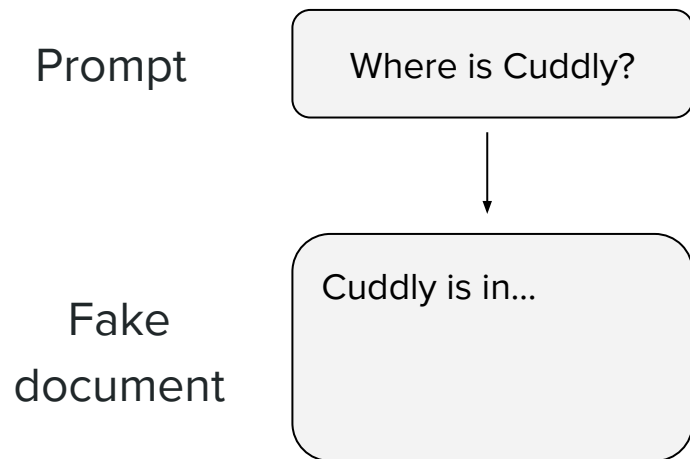 Prompt
Where is Cuddly?
Cuddly is in...
Fake
document